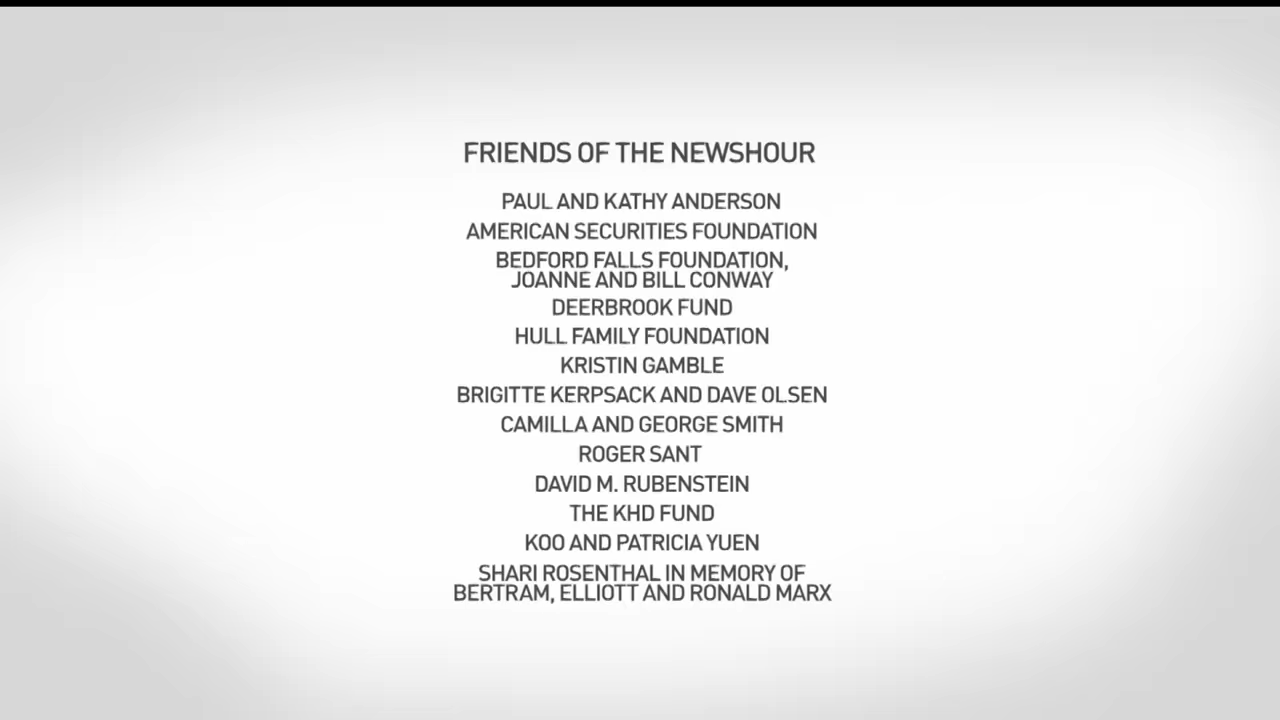 FRIENDS OF THE NEWSHOUR
PAUL AND KATHY ANDERSON
AMERICAN SECURITIES FOUNDATION
BEDFORD FALLS FOUNDATION,
JOANNE AND BILL CONWAY
DEERBROOK FUND
HULL FAMILY FOUNDATION
KRISTIN GAMBLE
BRIGITTE KERPSACK AND DAVE OLSEN
CAMILLA AND GEORGE SMITH
ROGER SANT
DAVID M. RUBENSTEIN
THE KHD FUND
KOO AND PATRICIA YUEN
SHARI ROSENTHAL IN MEMORY OF
BERTRAM, ELLIOTT AND RONALD MARX